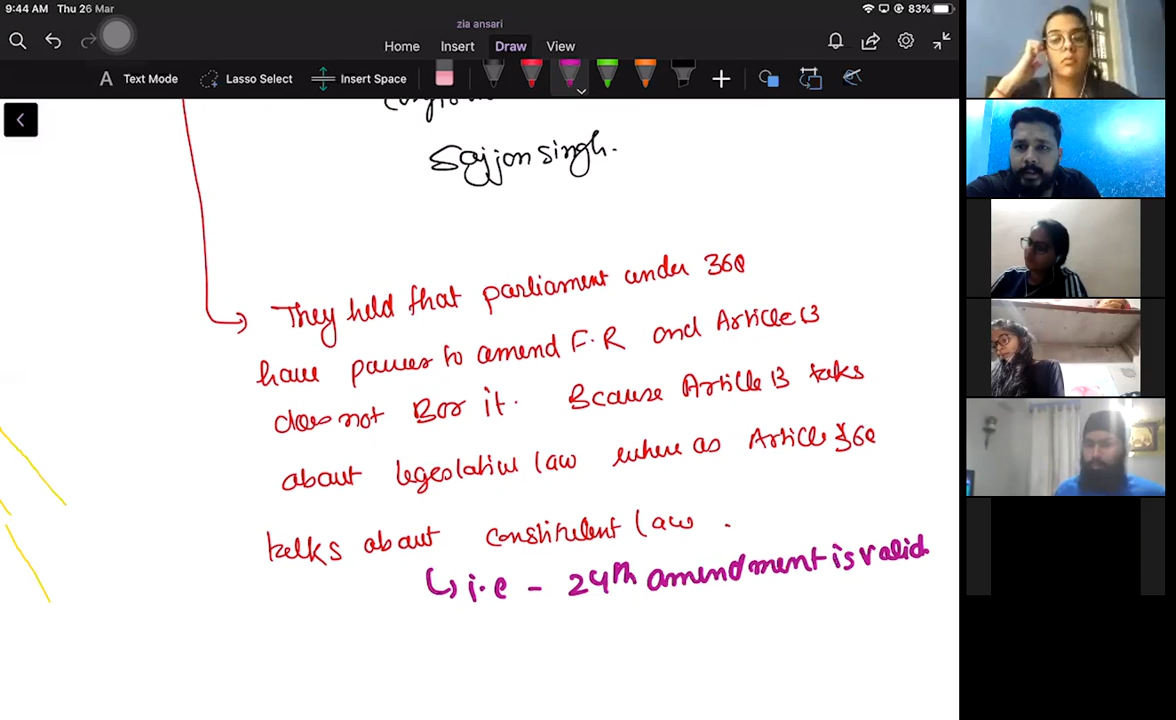 9:44 AM Thu 26 Mar
zia ansari
83%
Home Insert Draw View
Text Mode Lasso Select Insert Space
Sajjan singh.
They held that parliament under 368
have power to amend F.R and Article 13
does not Bar it. Because Article 13 talks
about legeslative law where as Article 368
talks about constituent law.
i.e - 24th amendment is valid